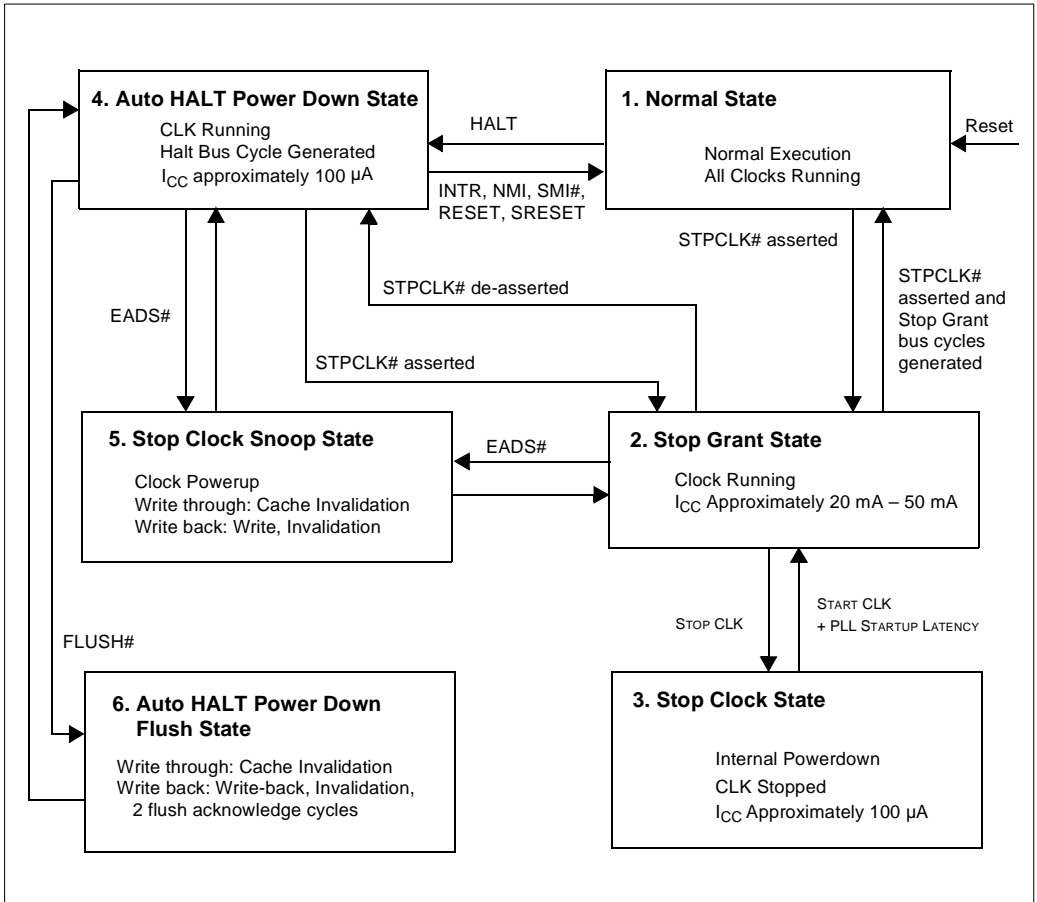 4. Auto HALT Power Down State
CLK Running
Halt Bus Cycle Generated
ICC approximately 100 µA
HALT
INTR, NMI, SMI#,
RESET, SRESET
1. Normal State
Normal Execution
All Clocks Running
Reset
STPCLK# asserted
STPCLK#
asserted and
Stop Grant
bus cycles
generated
STPCLK# de-asserted
EADS#
STPCLK# asserted
5. Stop Clock Snoop State
Clock Powerup
Write through: Cache Invalidation
Write back: Write, Invalidation
EADS#
2. Stop Grant State
Clock Running
ICC Approximately 20 mA – 50 mA
STOP CLK
START CLK
+ PLL STARTUP LATENCY
FLUSH#
6. Auto HALT Power Down
Flush State
Write through: Cache Invalidation
Write back: Write-back, Invalidation,
2 flush acknowledge cycles
3. Stop Clock State
Internal Powerdown
CLK Stopped
ICC Approximately 100 µA